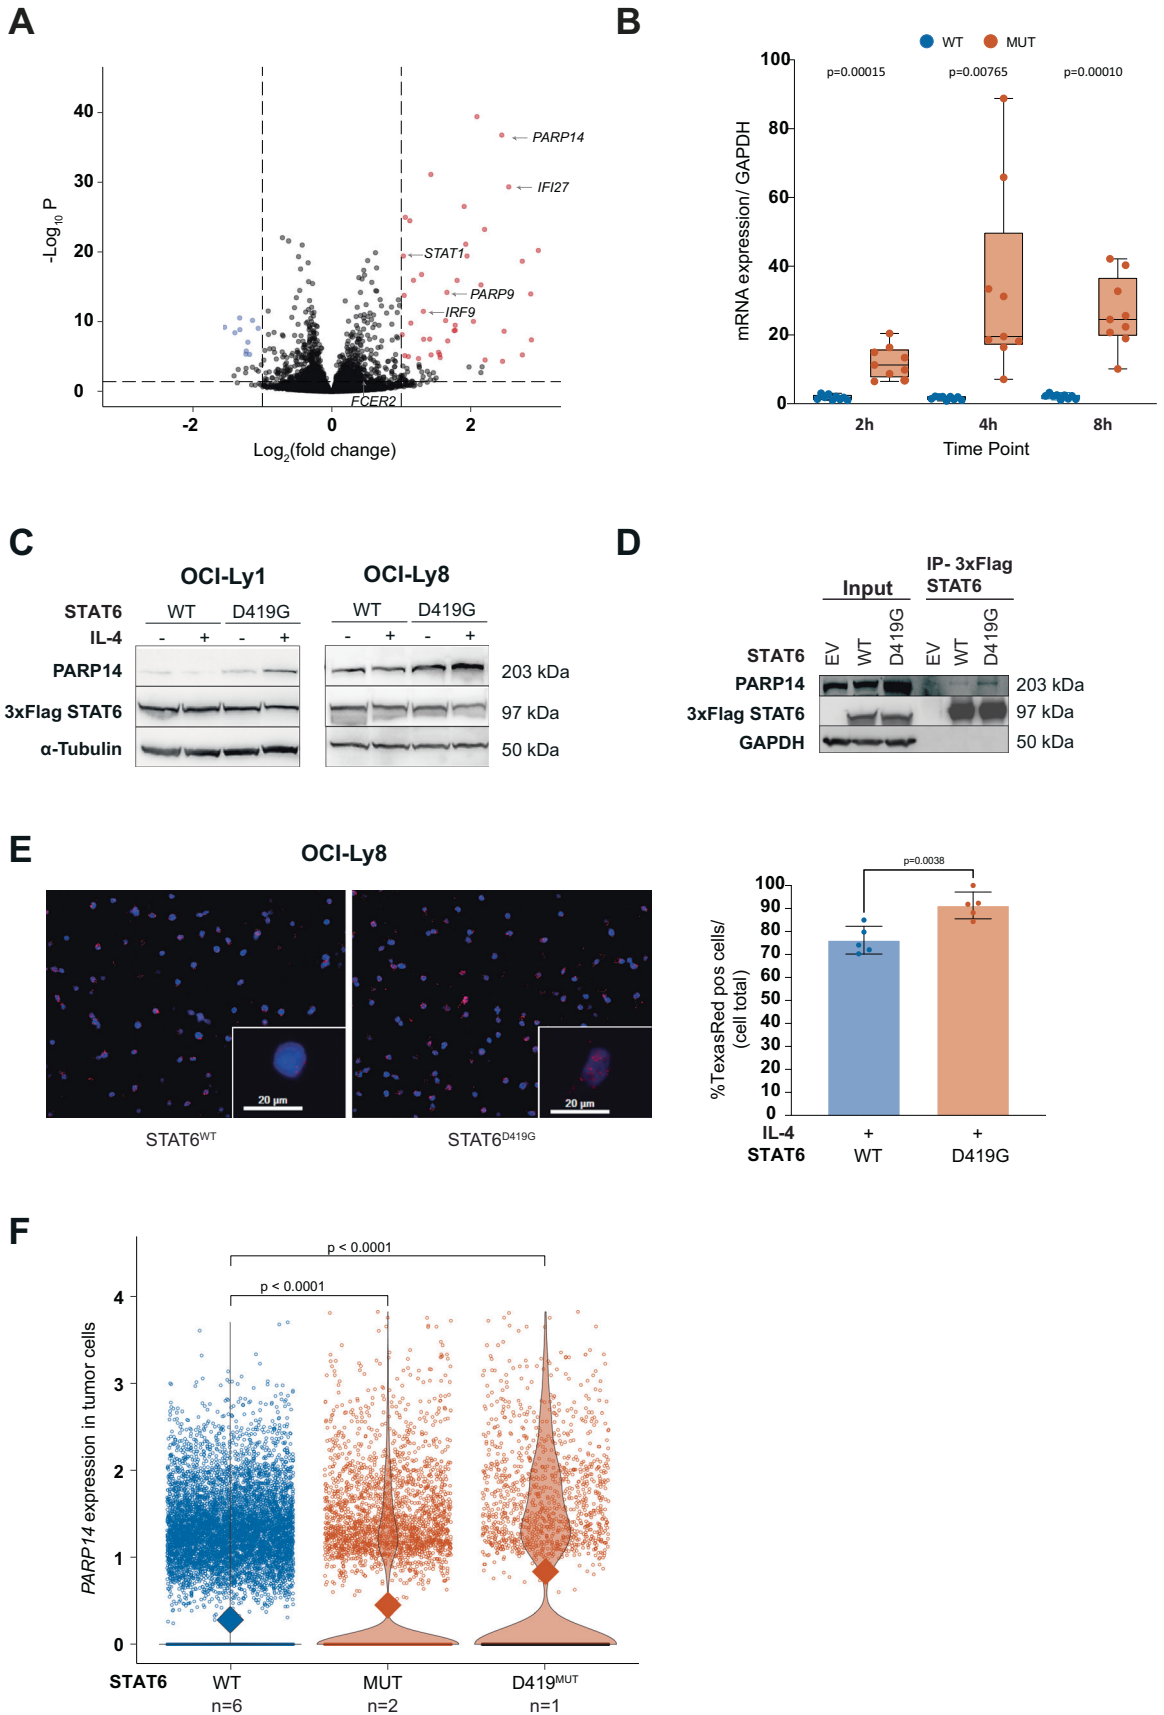 A
40
30
20
10
0
-Log10 P
PARP14
IFI27
STAT1
PARP9
IRF9
FCER2
-2
0
2
Log2(fold change)
B
WT
MUT
p=0.00015
p=0.00765
p=0.00010
100
80
60
40
20
0
mRNA expression/ GAPDH
2h
4h
8h
Time Point
C
OCI-Ly1
OCI-Ly8
STAT6
WT
D419G
WT
D419G
IL-4
-
+
-
+
-
+
-
+
PARP14
203 kDa
3xFlag STAT6
97 kDa
α-Tubulin
50 kDa
D
Input
IP- 3xFlag
STAT6
STAT6
EV
WT
D419G
EV
WT
D419G
PARP14
203 kDa
3xFlag STAT6
97 kDa
GAPDH
50 kDa
E
OCI-Ly8
20 µm
20 µm
STAT6WT
STAT6D419G
p=0.0038
100
90
80
70
60
50
40
30
20
10
0
%TexasRed pos cells/
(cell total)
IL-4
+
+
STAT6
WT
D419G
F
p < 0.0001
p < 0.0001
4
3
2
1
0
PARP14 expression in tumor cells
STAT6
WT
MUT
D419MUT
n=6
n=2
n=1